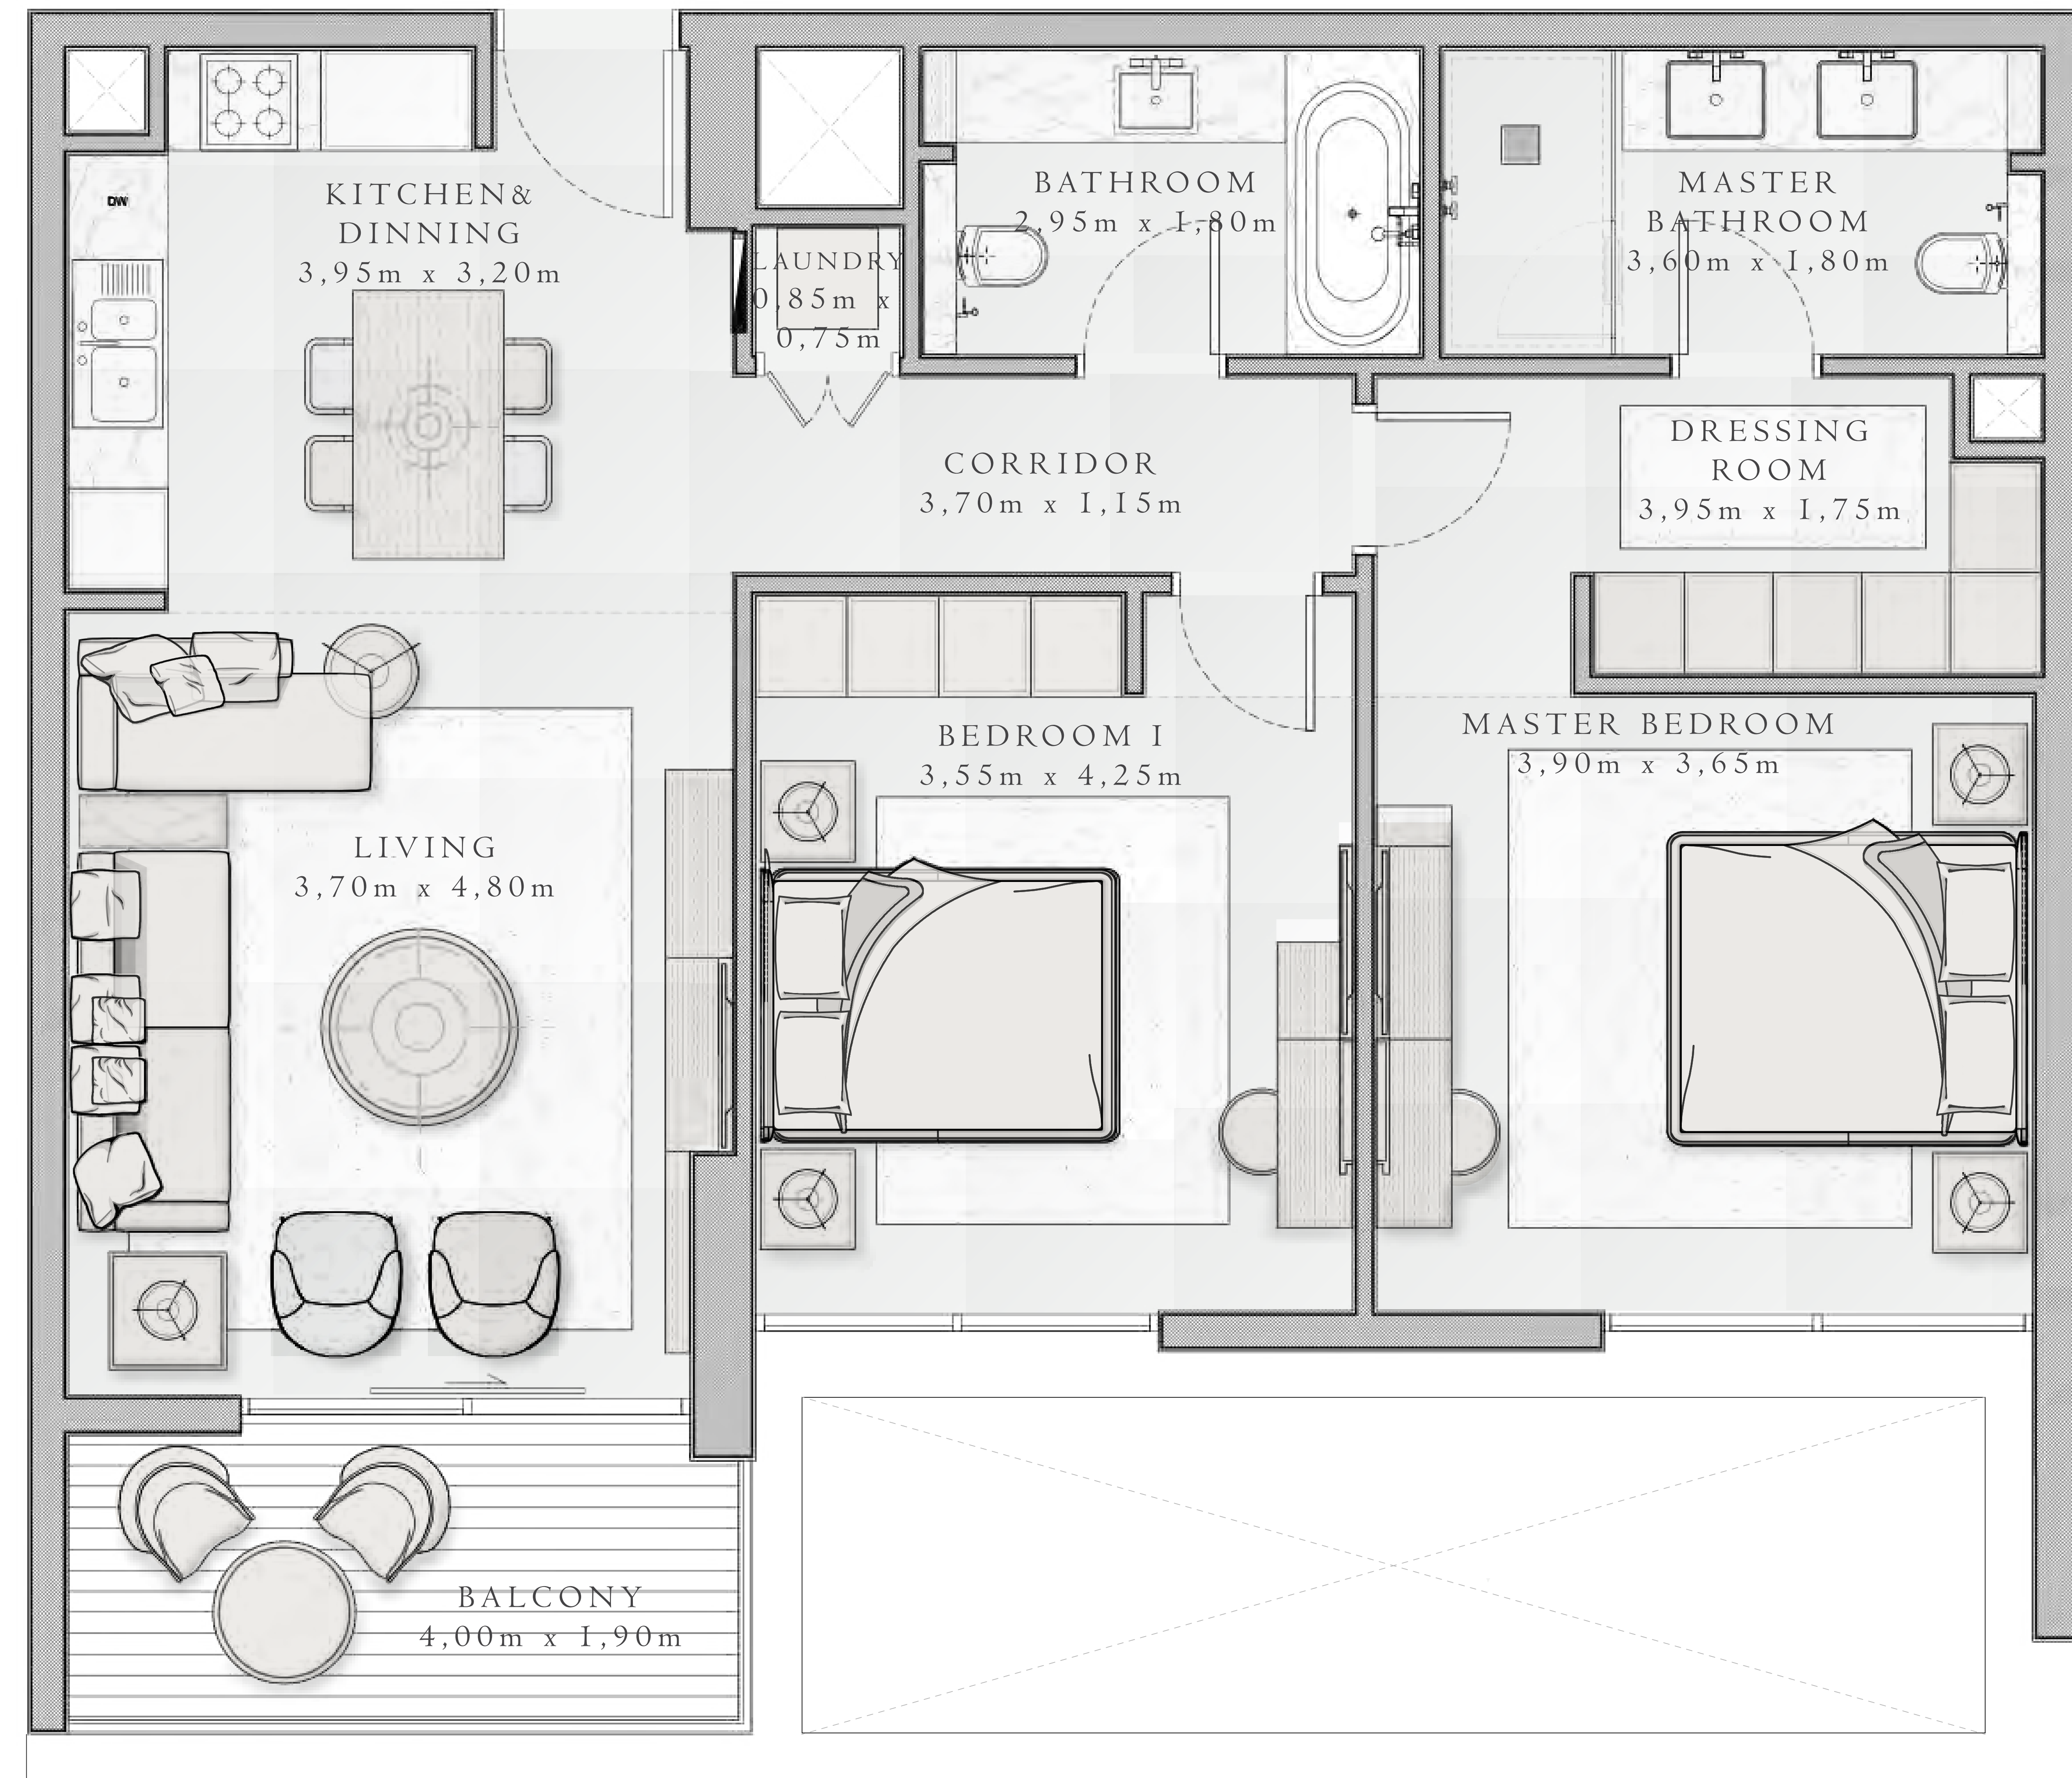 KITCHEN&
DINNING
3,95m x 3,20m
DW
LAUNDRY
0,85m x
0,75m
BATHROOM
2,95m x 1,80m
MASTER
BATHROOM
3,60m x 1,80m
CORRIDOR
3,70m x 1,15m
DRESSING
ROOM
3,95m x 1,75m
BEDROOM I
3,55m x 4,25m
MASTER BEDROOM
3,90m x 3,65m
LIVING
3,70m x 4,80m
BALCONY
4,00m x 1,90m